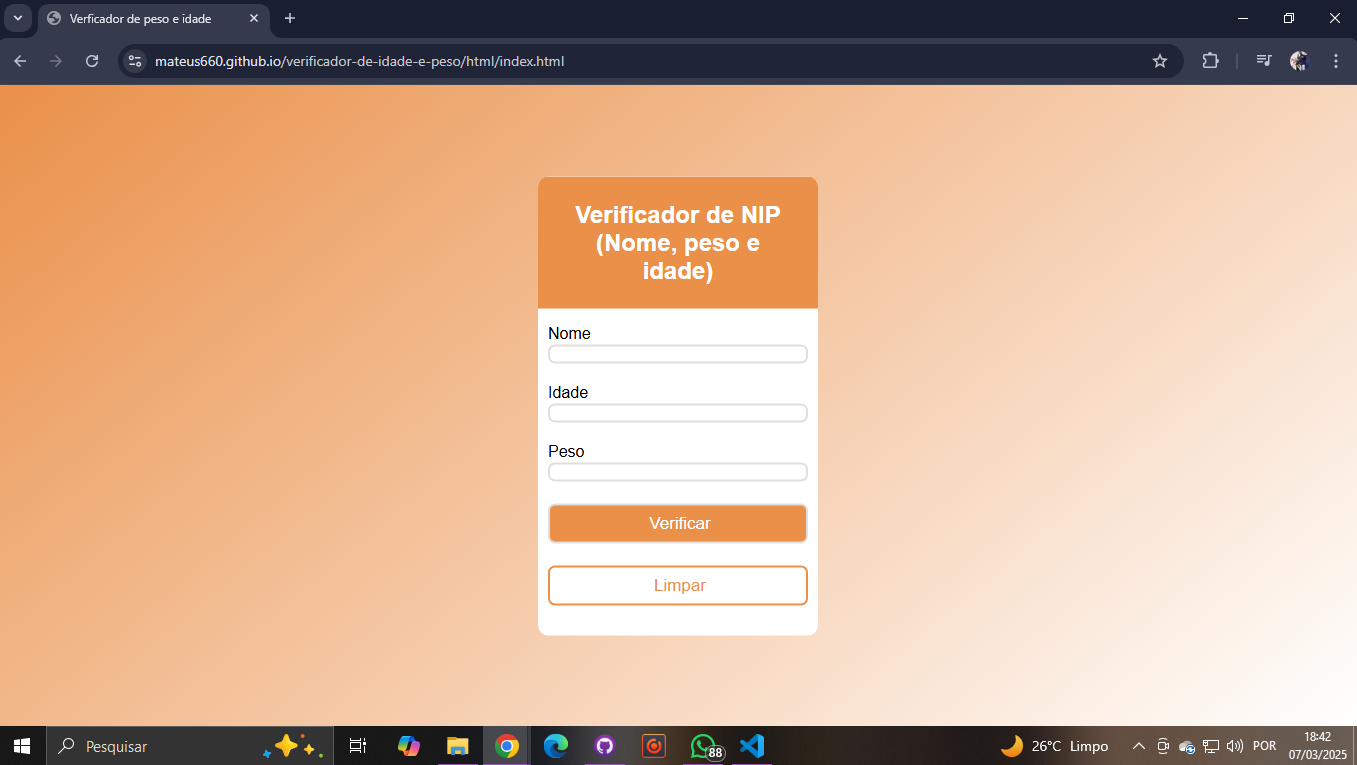 Verficador de peso e idade
mateus660.github.io/verificador-de-idade-e-peso/html/index.html
Verificador de NIP
(Nome, peso e
idade)
Nome
Idade
Peso
Verificar
Limpar
Pesquisar
88
26°C Limpo
POR
18:42
07/03/2025